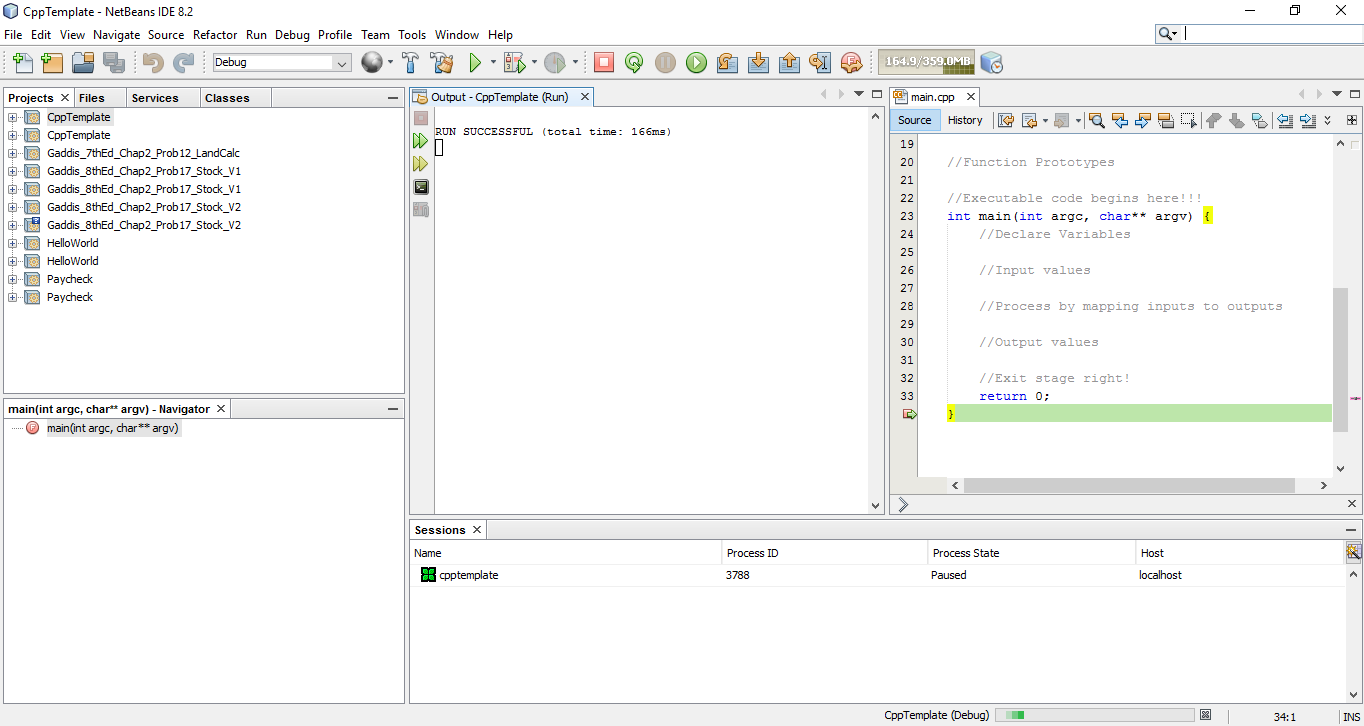 CppTemplate - NetBeans IDE 8.2
File Edit View Navigate Source Refactor Run Debug Profile Team Tools Window Help
Debug
164.9/359.0MB
Projects Files Services Classes
CppTemplate
CppTemplate
Gaddis_7thEd_Chap2_Prob12_LandCalc
Gaddis_8thEd_Chap2_Prob17_Stock_V1
Gaddis_8thEd_Chap2_Prob17_Stock_V1
Gaddis_8thEd_Chap2_Prob17_Stock_V2
Gaddis_8thEd_Chap2_Prob17_Stock_V2
HelloWorld
HelloWorld
Paycheck
Paycheck
main(int argc, char** argv) - Navigator
main(int argc, char** argv)
Output - CppTemplate (Run)
RUN SUCCESSFUL (total time: 166ms)
main.cpp
Source History
19
20 //Function Prototypes
21
22 //Executable code begins here!!!
23 int main(int argc, char** argv) {
24 //Declare Variables
25
26 //Input values
27
28 //Process by mapping inputs to outputs
29
30 //Output values
31
32 //Exit stage right!
33 return 0;
}
Sessions
Name Process ID Process State Host
cpptemplate 3788 Paused localhost
CppTemplate (Debug)
34:1 INS